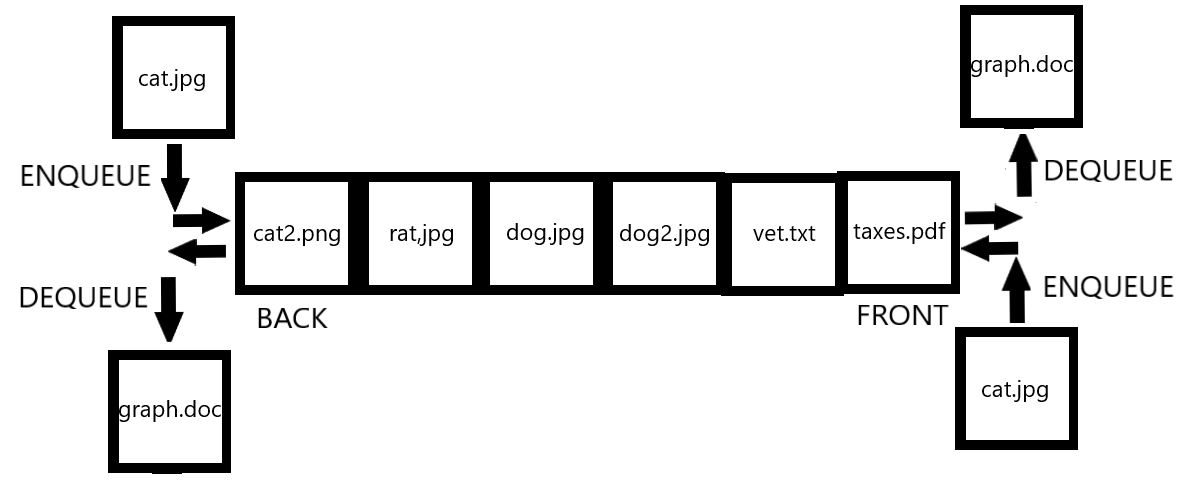 cat.jpg
graph.doc
ENQUEUE
DEQUEUE
cat2.png
rat,jpg
dog.jpg
dog2.jpg
vet.txt
taxes.pdf
DEQUEUE
ENQUEUE
BACK
FRONT
graph.doc
cat.jpg